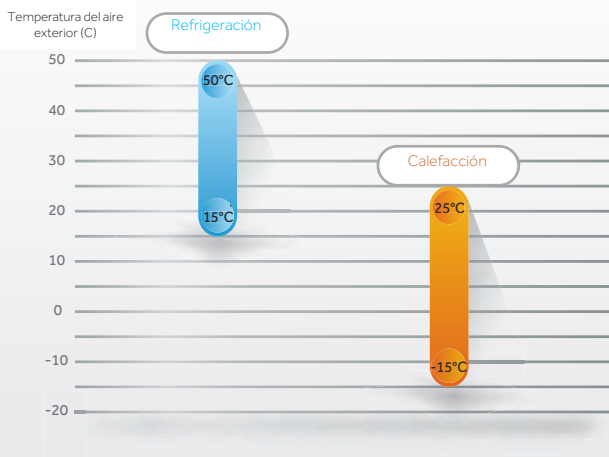 Temperatura del aire
exterior (C)
Refrigeración
50
50°C
40
30
Calefacción
20
15°C
25°C
10
0
-10
-15°C
-20